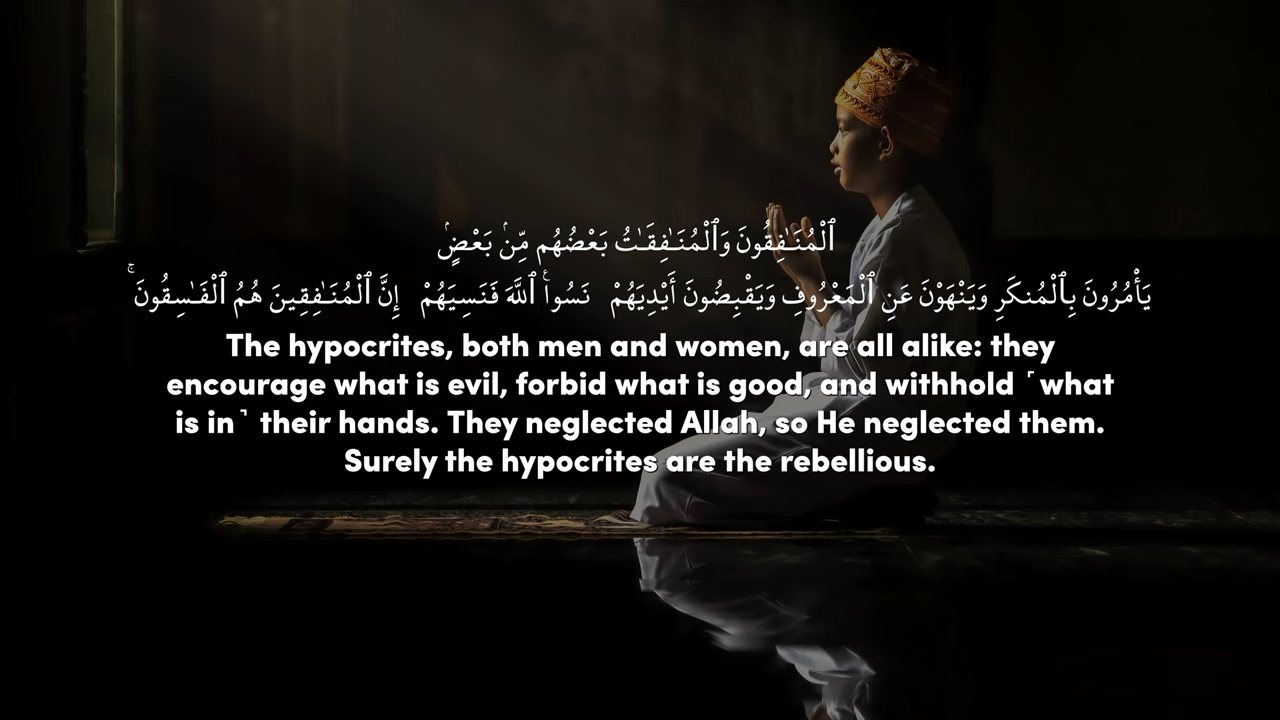 ٱلْمُنَـٰفِقُونَ وَٱلْمُنَـٰفِقَـٰتُ بَعْضُهُم مِّنۢ بَعْضٍۢ
يَأْمُرُونَ بِٱلْمُنكَرِ وَيَنْهَوْنَ عَنِ ٱلْمَعْرُوفِ وَيَقْبِضُونَ أَيْدِيَهُمْ ۚ نَسُوا۟ ٱللَّهَ فَنَسِيَهُمْ ۗ إِنَّ ٱلْمُنَـٰفِقِينَ هُمُ ٱلْفَـٰسِقُونَ
The hypocrites, both men and women, are all alike: they
encourage what is evil, forbid what is good, and withhold ˹what
is in˺ their hands. They neglected Allah, so He neglected them.
Surely the hypocrites are the rebellious.